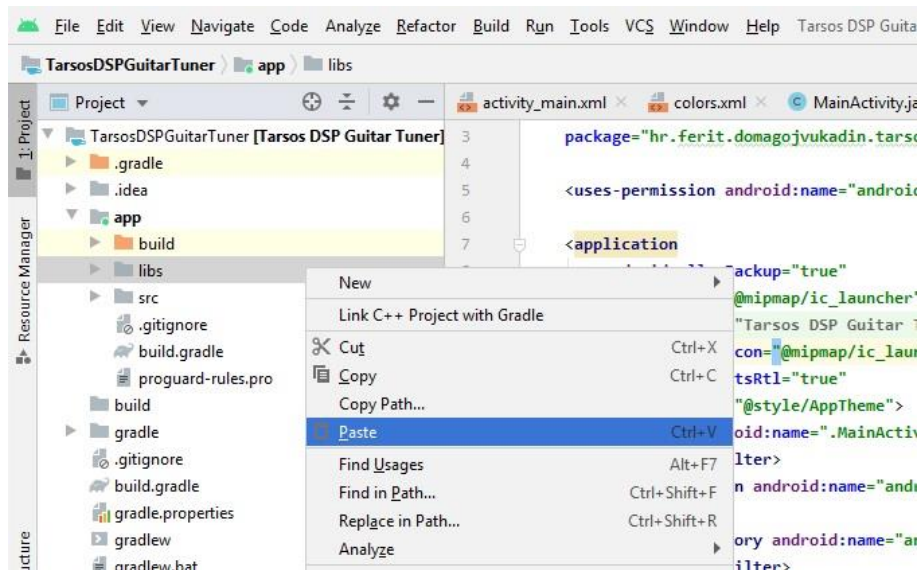 File Edit View Navigate Code Analyze Refactor Build Run Tools VCS Window Help Tarsos DSP Guita
TarsosDSPGuitarTuner app libs
Project
activity_main.xml colors.xml MainActivity.ja
1: Project
Resource Manager
ucture
TarsosDSPGuitarTuner [Tarsos DSP Guitar Tuner]
.gradle
.idea
app
build
libs
src
.gitignore
build.gradle
proguard-rules.pro
build
gradle
.gitignore
build.gradle
gradle.properties
gradlew
gradlew.bat
New
Link C++ Project with Gradle
Cut Ctrl+X
Copy Ctrl+C
Copy Path...
Paste Ctrl+V
Find Usages Alt+F7
Find in Path... Ctrl+Shift+F
Replace in Path... Ctrl+Shift+R
Analyze
3 package="hr.ferit.domagojvukadin.tarso
4
5 <uses-permission android:name="androic
6
7 <application
ackup="true"
@mipmap/ic_launcher"
"Tarsos DSP Guitar T
con="@mipmap/ic_laun
tsRtl="true"
"@style/AppTheme">
oid:name=".MainActiv
lter>
n android:name="andr
ory android:name="an
ilter>